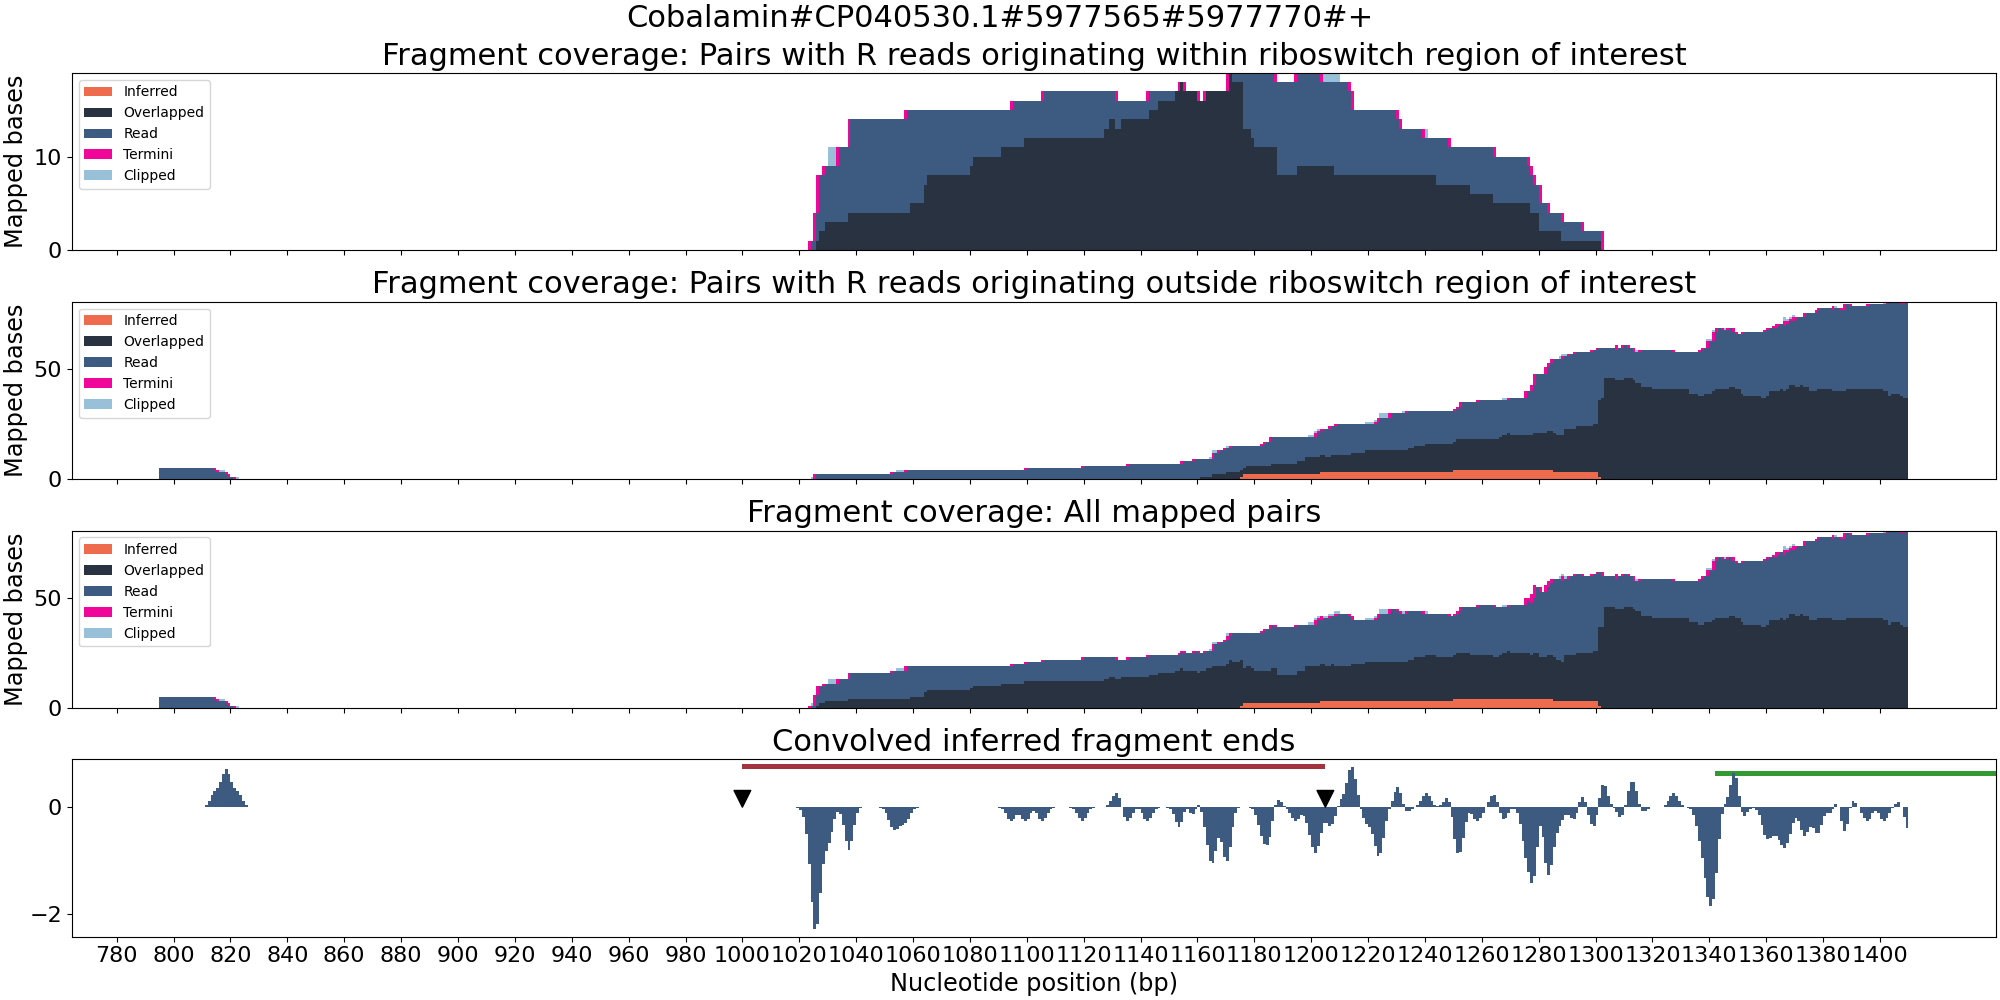 Cobalamin#CP040530.1#5977565#5977770#+
Fragment coverage: Pairs with R reads originating within riboswitch region of interest
Mapped bases
10
0
Inferred
Overlapped
Read
Termini
Clipped
Fragment coverage: Pairs with R reads originating outside riboswitch region of interest
Mapped bases
50
0
Inferred
Overlapped
Read
Termini
Clipped
Fragment coverage: All mapped pairs
Mapped bases
50
0
Inferred
Overlapped
Read
Termini
Clipped
Convolved inferred fragment ends
0
−2
780 800 820 840 860 880 900 920 940 960 980 1000 1020 1040 1060 1080 1100 1120 1140 1160 1180 1200 1220 1240 1260 1280 1300 1320 1340 1360 1380 1400
Nucleotide position (bp)